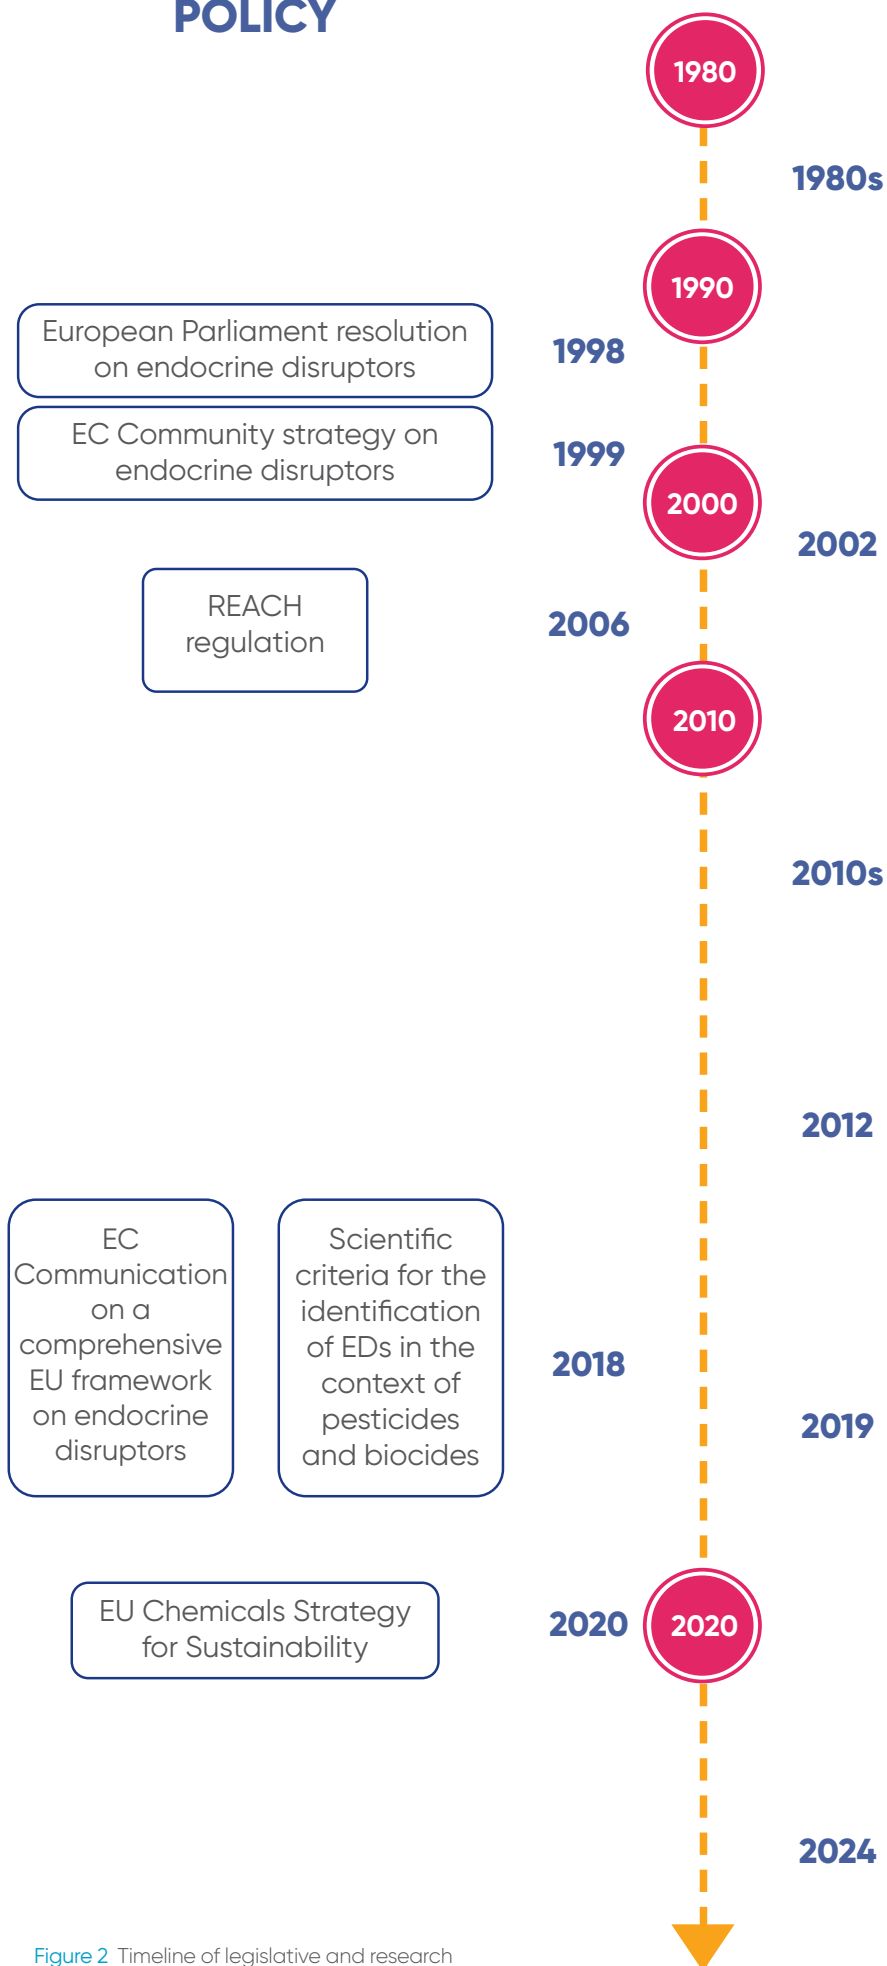 POLICY
1980
1980s
1990
European Parliament resolution
on endocrine disruptors
1998
EC Community strategy on
endocrine disruptors
1999
2000
2002
REACH
regulation
2006
2010
2010s
2012
EC
Communication
on a
comprehensive
EU framework
on endocrine
disruptors
Scientific
criteria for the
identification
of EDs in the
context of
pesticides
and biocides
2018
2019
EU Chemicals Strategy
for Sustainability
2020
2020
2024
Figure 2 Timeline of legislative and research